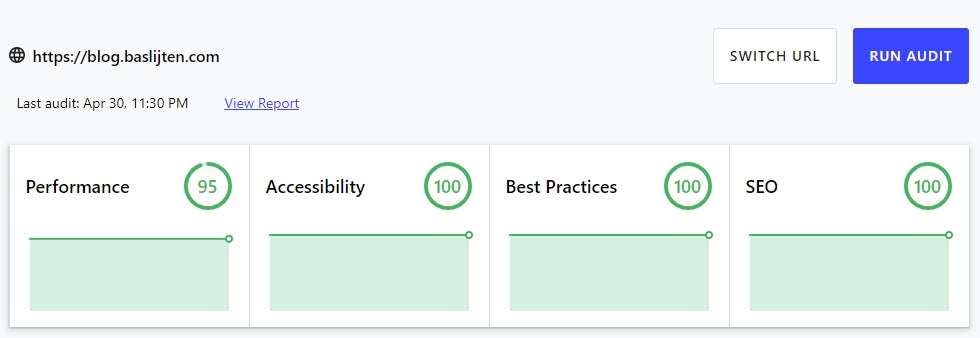 https://blog.baslijten.com
SWITCH URL
RUN AUDIT
Last audit: Apr 30, 11:30 PM
View Report
Performance
95
Accessibility
100
Best Practices
100
SEO
100